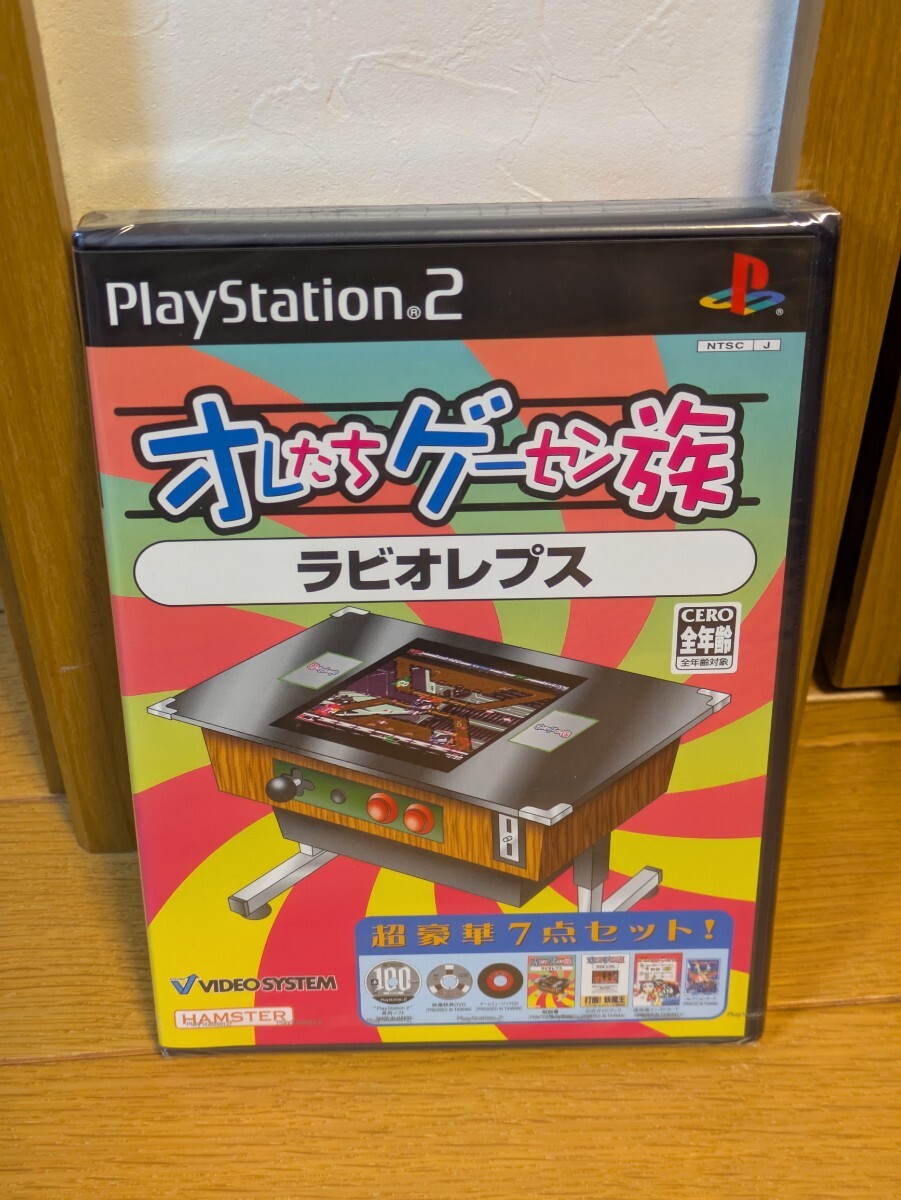 PlayStation®2
NTSC J
オレたちゲーセン族
ラビオレプス
CERO
全年齢
全年齢対象
超豪華7点セット!
VIDEO SYSTEM
HAMSTER